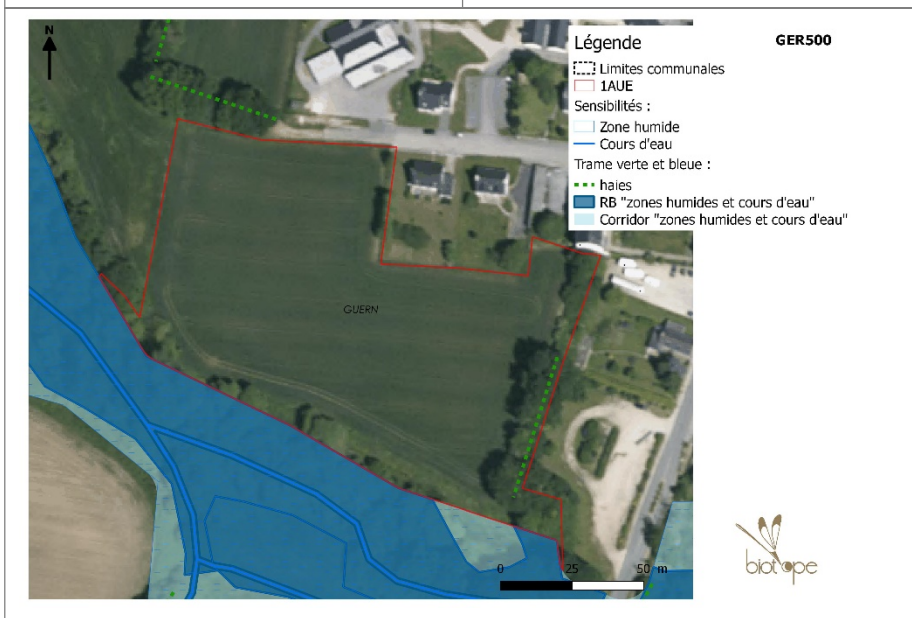 N
Légende
GER500
Limites communales
1AUE
Sensibilités :
Zone humide
Cours d'eau
Trame verte et bleue :
haies
RB "zones humides et cours d'eau"
Corridor "zones humides et cours d'eau"
GUERN
0 25 50 m
biotope